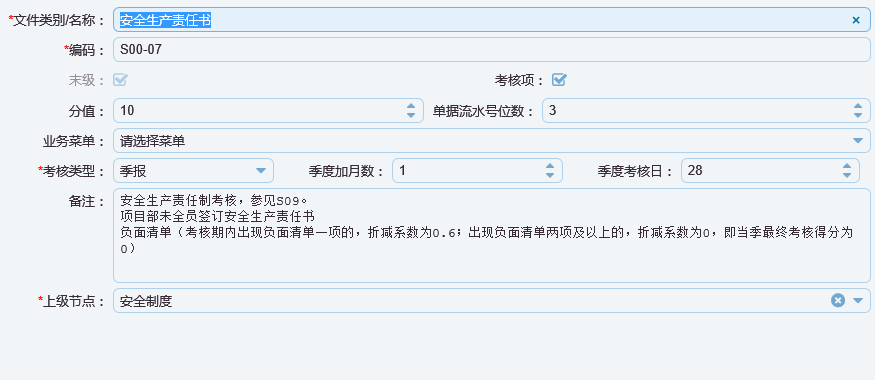 *文件类别/名称： 安全生产责任书 ×
*编码： S00-07
末级： 考核项：
分值： 10 单据流水号位数： 3
业务菜单： 请选择菜单
*考核类型： 季报 季度加月数： 1 季度考核日： 28
备注： 安全生产责任制考核，参见S09。
项目部未全员签订安全生产责任书
负面清单（考核期内出现负面清单一项的，折减系数为0.6；出现负面清单两项及以上的，折减系数为0，即当季最终考核得分为
0）
*上级节点： 安全制度